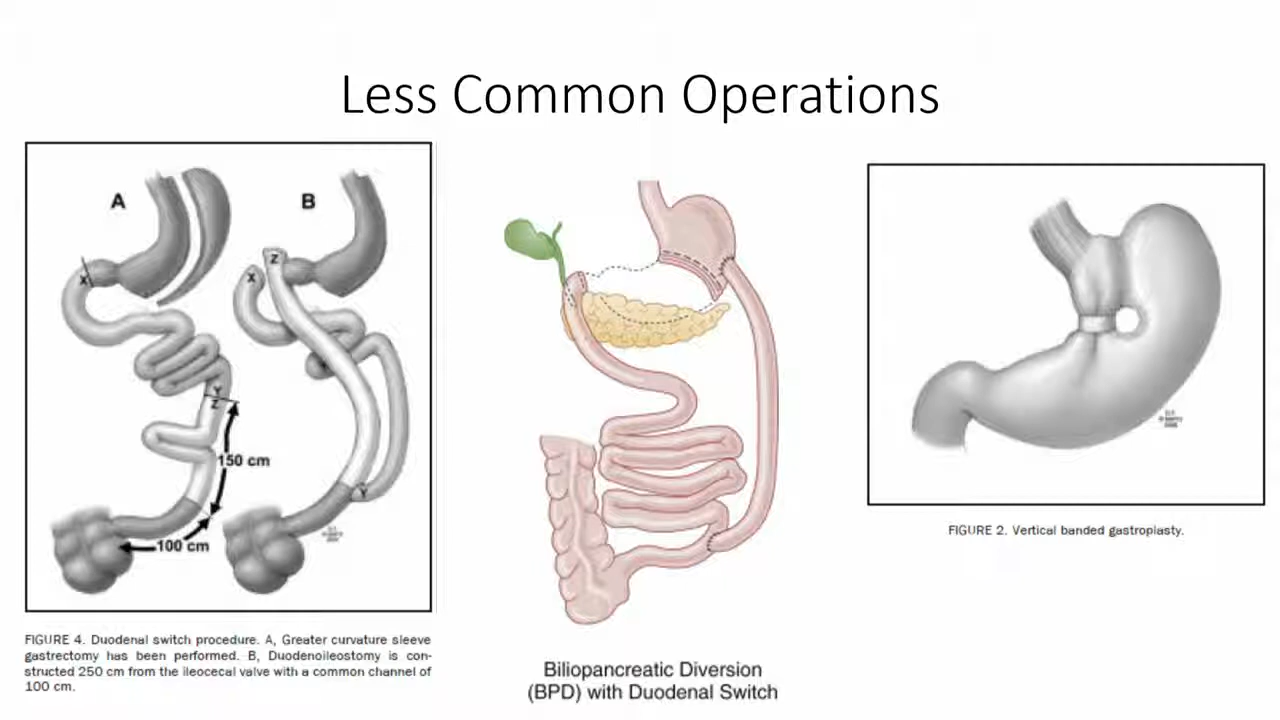 Less Common Operations
A
B
X
Z
X
Y
Z
150 cm
Y
100 cm
FIGURE 4. Duodenal switch procedure. A, Greater curvature sleeve
gastrectomy has been performed. B, Duodenoileostomy is con-
structed 250 cm from the ileocecal valve with a common channel of
100 cm.
Biliopancreatic Diversion
(BPD) with Duodenal Switch
FIGURE 2. Vertical banded gastroplasty.